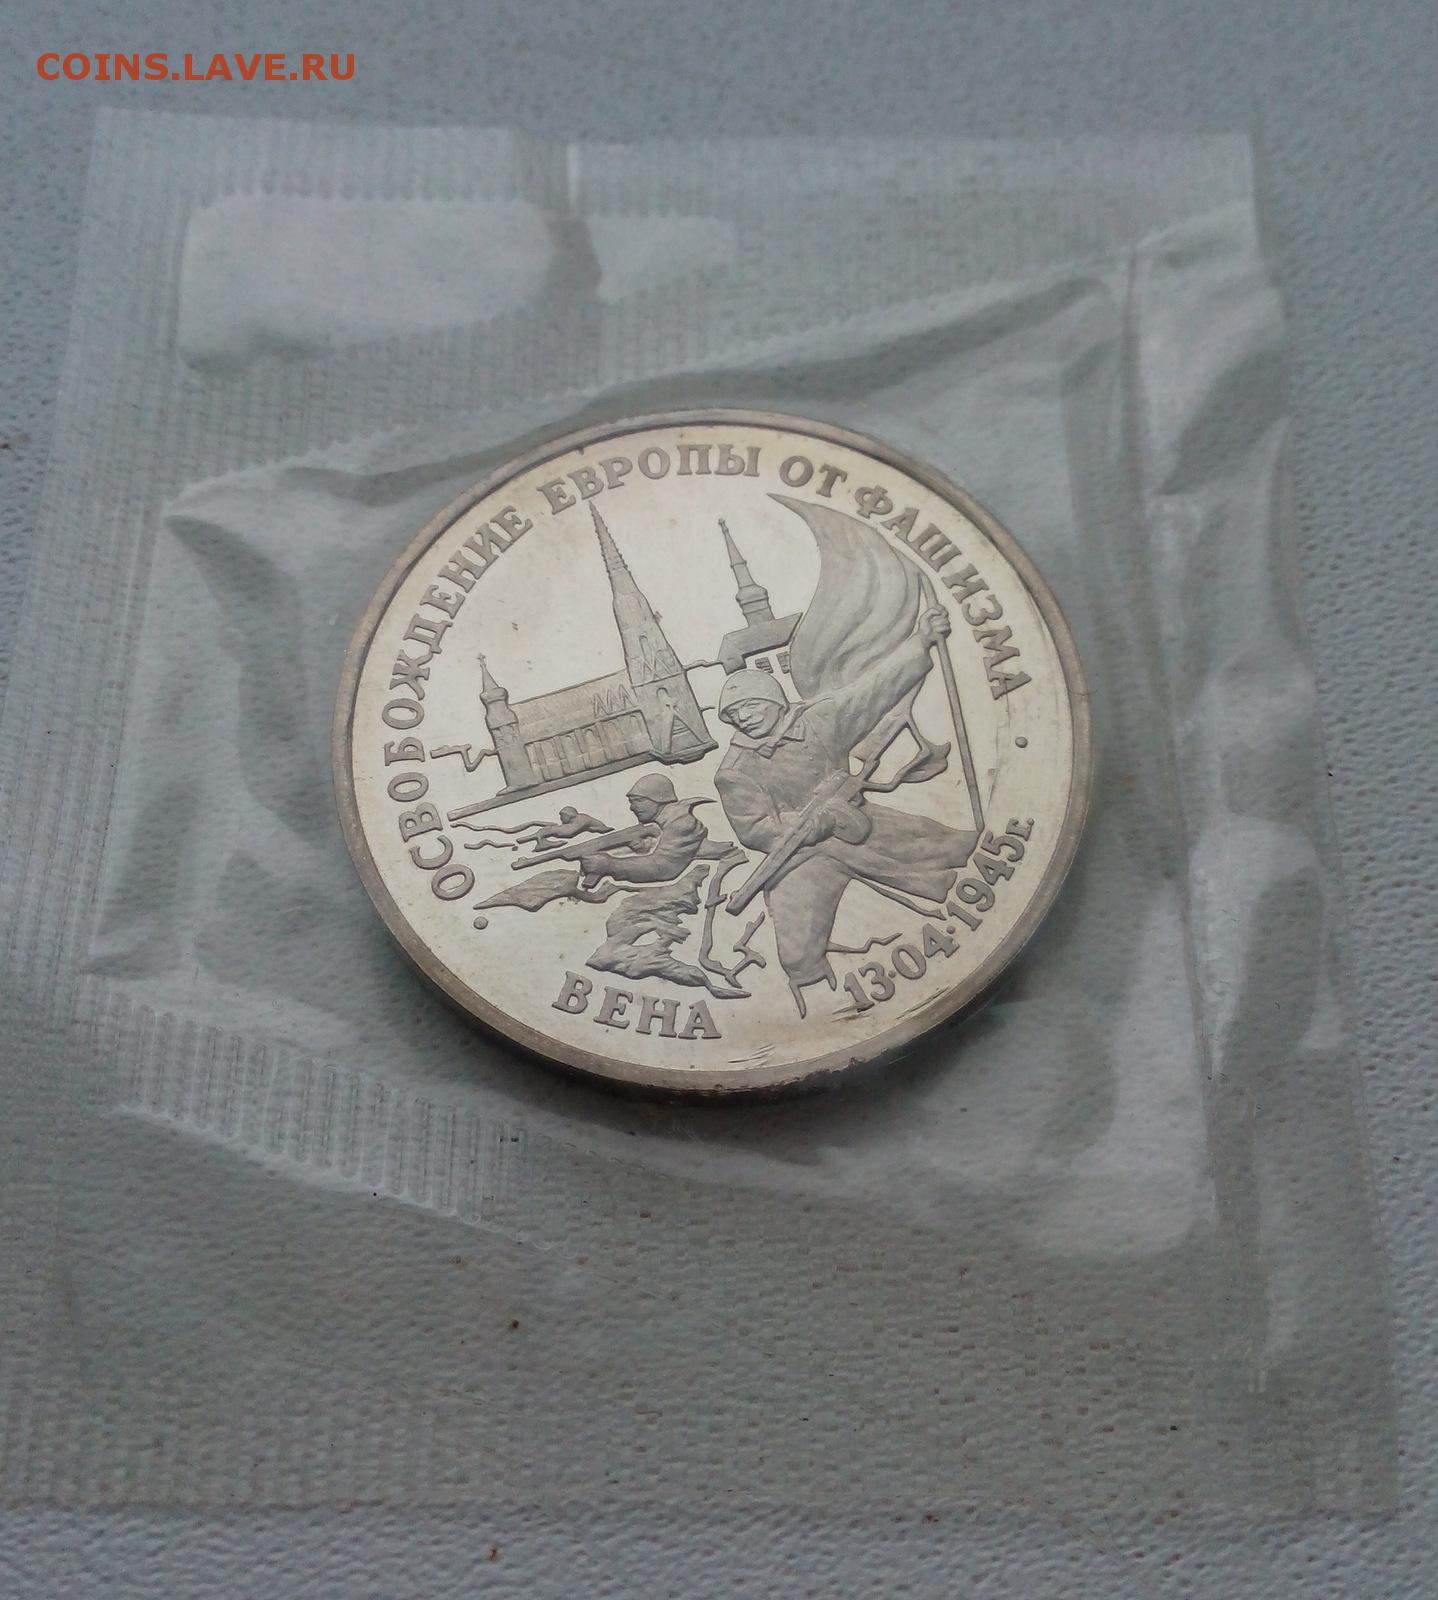 COINS.LAVE.RU
ОСВОБОЖДЕНИЕ ЕВРОПЫ ОТ ФАШИЗМА
ВЕНА
13·04·1945г.